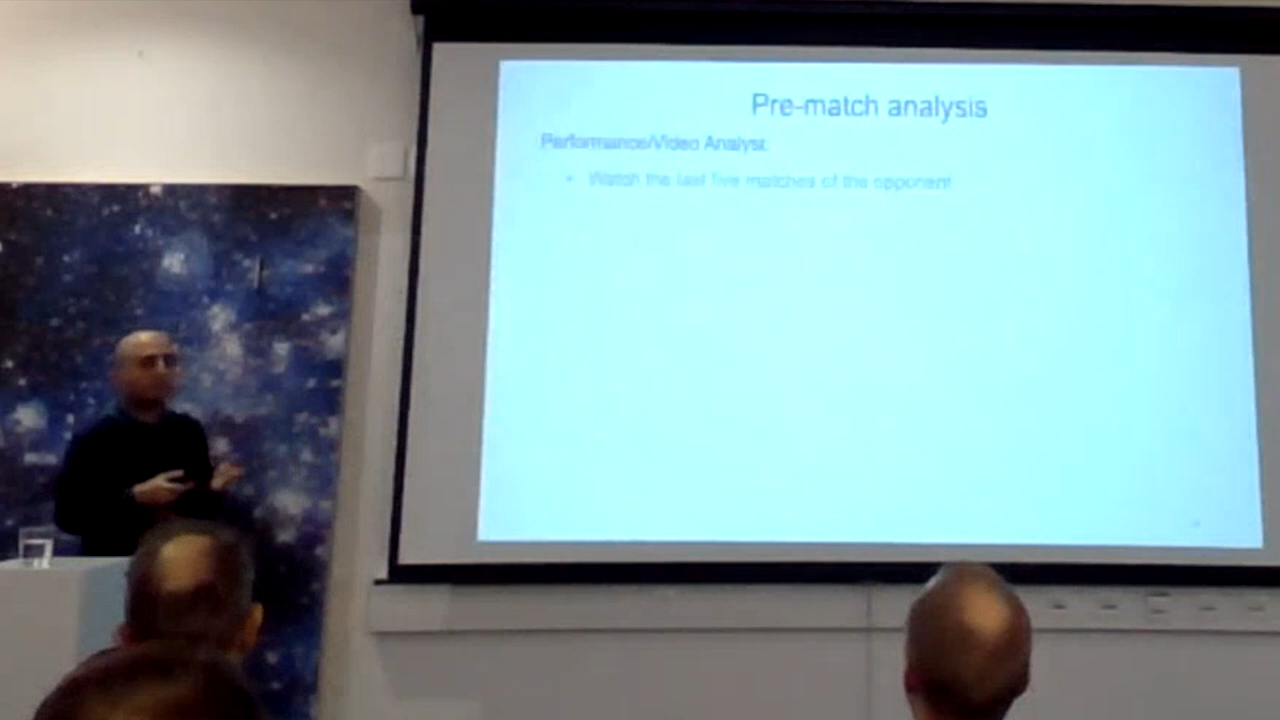 Pre-match analysis
Performance/Video Analyst
• Watch the last five matches of the opponent